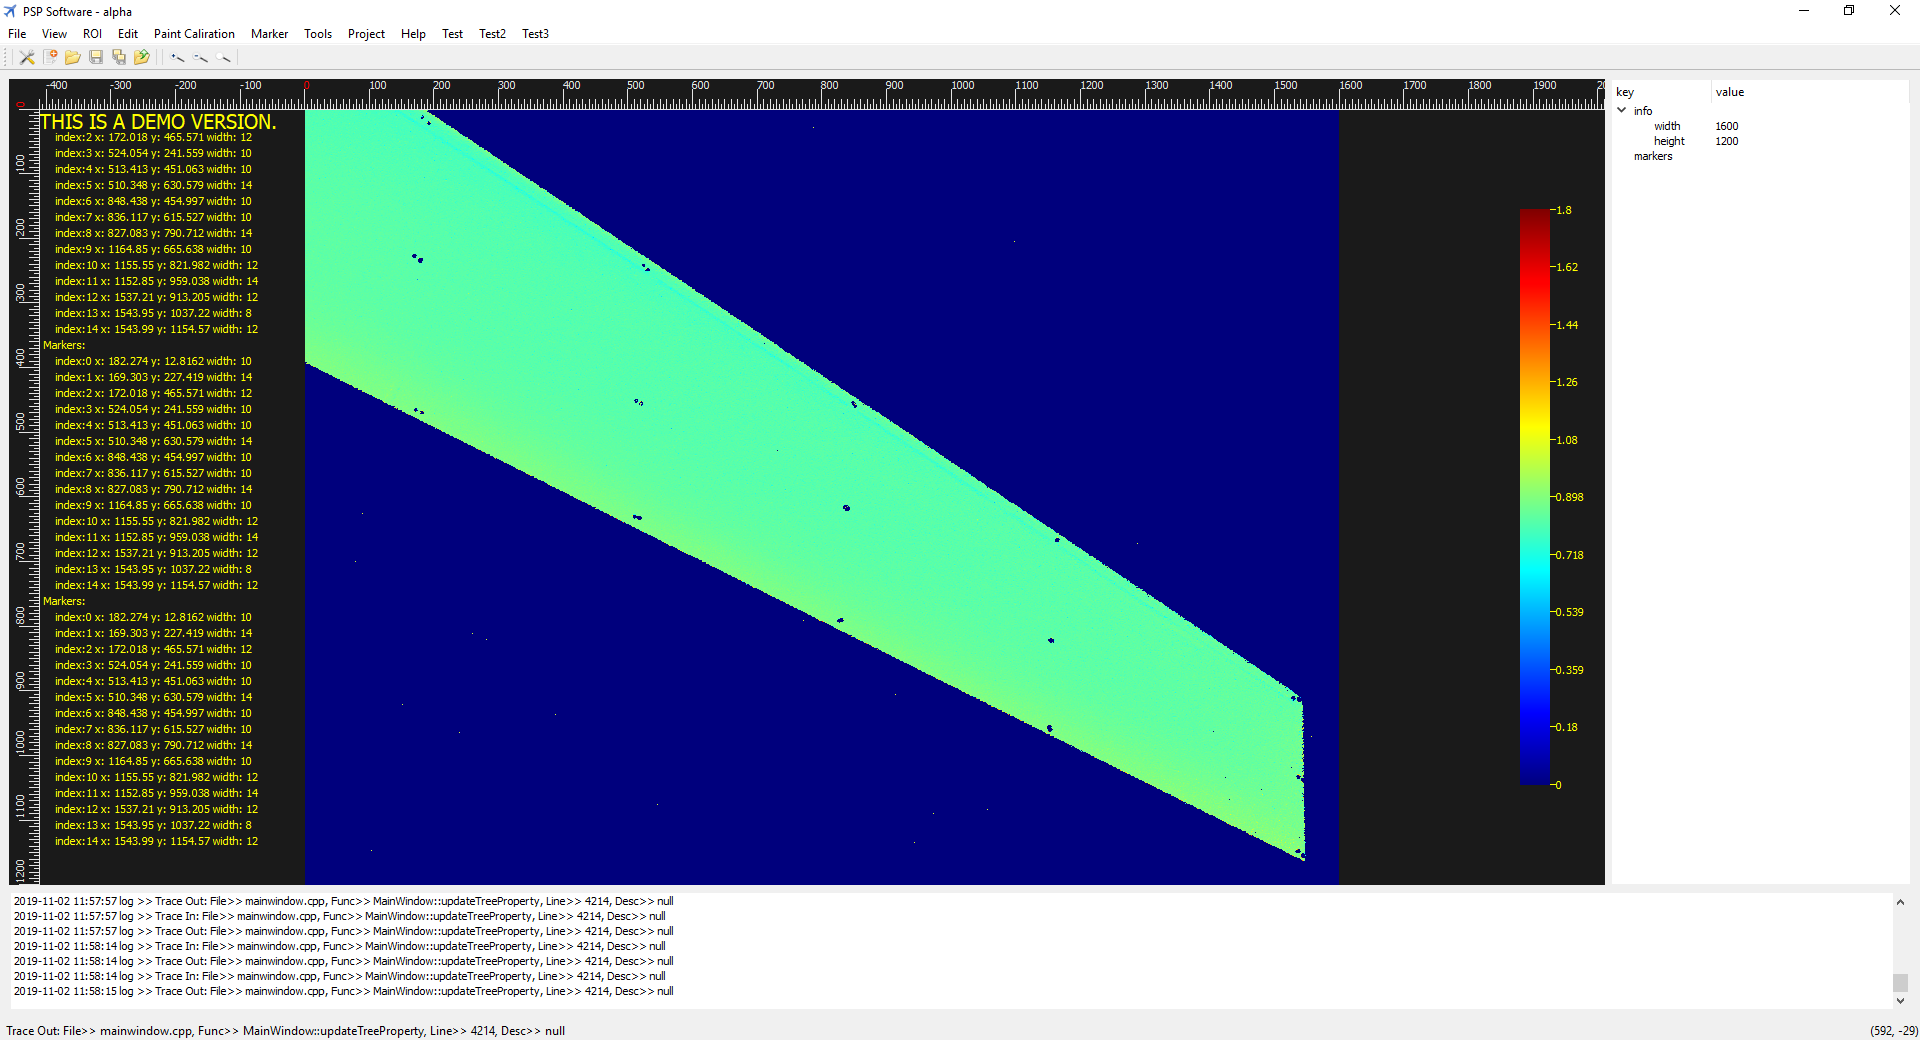 PSP Software - alpha
File View ROI Edit Paint Caliration Marker Tools Project Help Test Test2 Test3
-400 -300 -200 -100 0 100 200 300 400 500 600 700 800 900 1000 1100 1200 1300 1400 1500 1600 1700 1800 1900
0 100 200 300 400 500 600 700 800 900 1000 1100 1200
THIS IS A DEMO VERSION.
index:2 x: 172.018 y: 465.571 width: 12
index:3 x: 524.054 y: 241.559 width: 10
index:4 x: 513.413 y: 451.063 width: 10
index:5 x: 510.348 y: 630.579 width: 14
index:6 x: 848.438 y: 454.997 width: 10
index:7 x: 836.117 y: 615.527 width: 10
index:8 x: 827.083 y: 790.712 width: 14
index:9 x: 1164.85 y: 665.638 width: 10
index:10 x: 1155.55 y: 821.982 width: 12
index:11 x: 1152.85 y: 959.038 width: 14
index:12 x: 1537.21 y: 913.205 width: 12
index:13 x: 1543.95 y: 1037.22 width: 8
index:14 x: 1543.99 y: 1154.57 width: 12
Markers:
index:0 x: 182.274 y: 12.8162 width: 10
index:1 x: 169.303 y: 227.419 width: 14
index:2 x: 172.018 y: 465.571 width: 12
index:3 x: 524.054 y: 241.559 width: 10
index:4 x: 513.413 y: 451.063 width: 10
index:5 x: 510.348 y: 630.579 width: 14
index:6 x: 848.438 y: 454.997 width: 10
index:7 x: 836.117 y: 615.527 width: 10
index:8 x: 827.083 y: 790.712 width: 14
index:9 x: 1164.85 y: 665.638 width: 10
index:10 x: 1155.55 y: 821.982 width: 12
index:11 x: 1152.85 y: 959.038 width: 14
index:12 x: 1537.21 y: 913.205 width: 12
index:13 x: 1543.95 y: 1037.22 width: 8
index:14 x: 1543.99 y: 1154.57 width: 12
Markers:
index:0 x: 182.274 y: 12.8162 width: 10
index:1 x: 169.303 y: 227.419 width: 14
index:2 x: 172.018 y: 465.571 width: 12
index:3 x: 524.054 y: 241.559 width: 10
index:4 x: 513.413 y: 451.063 width: 10
index:5 x: 510.348 y: 630.579 width: 14
index:6 x: 848.438 y: 454.997 width: 10
index:7 x: 836.117 y: 615.527 width: 10
index:8 x: 827.083 y: 790.712 width: 14
index:9 x: 1164.85 y: 665.638 width: 10
index:10 x: 1155.55 y: 821.982 width: 12
index:11 x: 1152.85 y: 959.038 width: 14
index:12 x: 1537.21 y: 913.205 width: 12
index:13 x: 1543.95 y: 1037.22 width: 8
index:14 x: 1543.99 y: 1154.57 width: 12
1.8
1.62
1.44
1.26
1.08
0.898
0.718
0.539
0.359
0.18
0
key value
info
width 1600
height 1200
markers
2019-11-02 11:57:57 log >> Trace Out: File>> mainwindow.cpp, Func>> MainWindow::updateTreeProperty, Line>> 4214, Desc>> null
2019-11-02 11:57:57 log >> Trace In: File>> mainwindow.cpp, Func>> MainWindow::updateTreeProperty, Line>> 4214, Desc>> null
2019-11-02 11:57:57 log >> Trace Out: File>> mainwindow.cpp, Func>> MainWindow::updateTreeProperty, Line>> 4214, Desc>> null
2019-11-02 11:58:14 log >> Trace In: File>> mainwindow.cpp, Func>> MainWindow::updateTreeProperty, Line>> 4214, Desc>> null
2019-11-02 11:58:14 log >> Trace Out: File>> mainwindow.cpp, Func>> MainWindow::updateTreeProperty, Line>> 4214, Desc>> null
2019-11-02 11:58:14 log >> Trace In: File>> mainwindow.cpp, Func>> MainWindow::updateTreeProperty, Line>> 4214, Desc>> null
2019-11-02 11:58:15 log >> Trace Out: File>> mainwindow.cpp, Func>> MainWindow::updateTreeProperty, Line>> 4214, Desc>> null
Trace Out: File>> mainwindow.cpp, Func>> MainWindow::updateTreeProperty, Line>> 4214, Desc>> null
(592, -29)